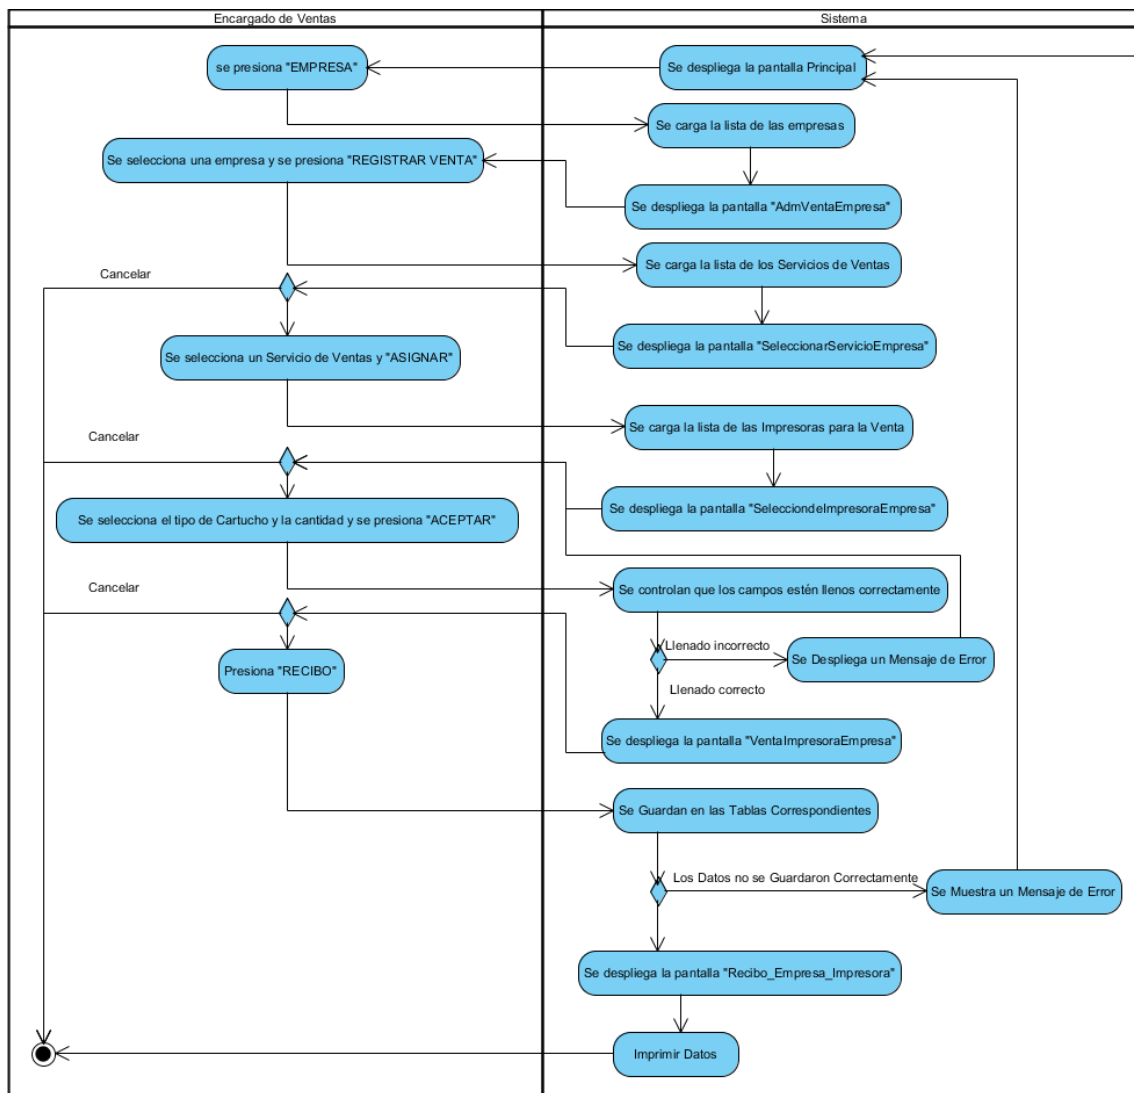 Encargado de Ventas
Sistema
se presiona "EMPRESA"
Se despliega la pantalla Principal
Se carga la lista de las empresas
Se selecciona una empresa y se presiona "REGISTRAR VENTA"
Se despliega la pantalla "AdmVentaEmpresa"
Se carga la lista de los Servicios de Ventas
Cancelar
Se despliega la pantalla "SeleccionarServicioEmpresa"
Se selecciona un Servicio de Ventas y "ASIGNAR"
Se carga la lista de las Impresoras para la Venta
Cancelar
Se despliega la pantalla "SelecciondeImpresoraEmpresa"
Se selecciona el tipo de Cartucho y la cantidad y se presiona "ACEPTAR"
Cancelar
Se controlan que los campos estén llenos correctamente
Llenado incorrecto
Se Despliega un Mensaje de Error
Presiona "RECIBO"
Llenado correcto
Se despliega la pantalla "VentaImpresoraEmpresa"
Se Guardan en las Tablas Correspondientes
Los Datos no se Guardaron Correctamente
Se Muestra un Mensaje de Error
Se despliega la pantalla "Recibo_Empresa_Impresora"
Imprimir Datos